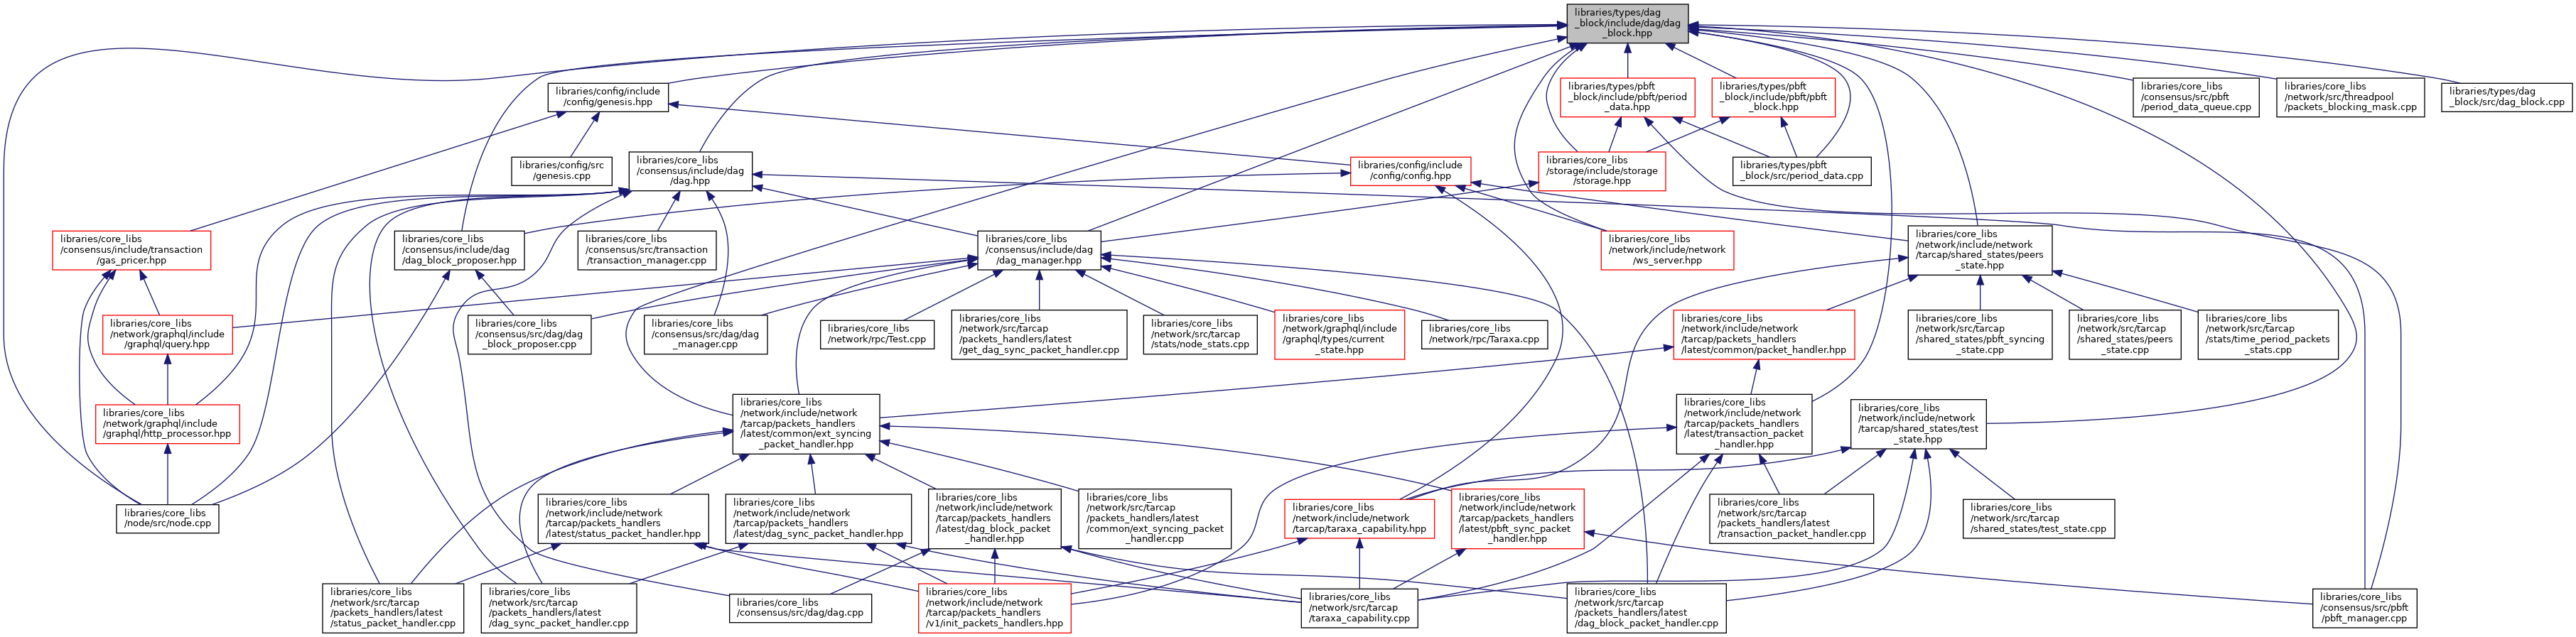 libraries/types/dag
_block/include/dag/dag
_block.hpp
libraries/config/include
/config/genesis.hpp
libraries/types/pbft
_block/include/pbft/period
_data.hpp
libraries/types/pbft
_block/include/pbft/pbft
_block.hpp
libraries/core_libs
/consensus/src/pbft
/period_data_queue.cpp
libraries/core_libs
/network/src/threadpool
/packets_blocking_mask.cpp
libraries/types/dag
_block/src/dag_block.cpp
libraries/config/src
/genesis.cpp
libraries/core_libs
/consensus/include/dag
/dag.hpp
libraries/config/include
/config/config.hpp
libraries/core_libs
/storage/include/storage
/storage.hpp
libraries/types/pbft
_block/src/period_data.cpp
libraries/core_libs
/consensus/include/transaction
/gas_pricer.hpp
libraries/core_libs
/consensus/include/dag
/dag_block_proposer.hpp
libraries/core_libs
/consensus/src/transaction
/transaction_manager.cpp
libraries/core_libs
/consensus/include/dag
/dag_manager.hpp
libraries/core_libs
/network/include/network
/ws_server.hpp
libraries/core_libs
/network/include/network
/tarcap/shared_states/peers
_state.hpp
libraries/core_libs
/network/graphql/include
/graphql/query.hpp
libraries/core_libs
/consensus/src/dag/dag
_block_proposer.cpp
libraries/core_libs
/consensus/src/dag/dag
_manager.cpp
libraries/core_libs
/network/rpc/Test.cpp
libraries/core_libs
/network/src/tarcap
/packets_handlers/latest
/get_dag_sync_packet_handler.cpp
libraries/core_libs
/network/src/tarcap
/stats/node_stats.cpp
libraries/core_libs
/network/graphql/include
/graphql/types/current
_state.hpp
libraries/core_libs
/network/rpc/Taraxa.cpp
libraries/core_libs
/network/include/network
/tarcap/packets_handlers
/latest/common/packet_handler.hpp
libraries/core_libs
/network/src/tarcap
/shared_states/pbft_syncing
_state.cpp
libraries/core_libs
/network/src/tarcap
/shared_states/peers
_state.cpp
libraries/core_libs
/network/src/tarcap
/stats/time_period_packets
_stats.cpp
libraries/core_libs
/network/graphql/include
/graphql/http_processor.hpp
libraries/core_libs
/network/include/network
/tarcap/packets_handlers
/latest/common/ext_syncing
_packet_handler.hpp
libraries/core_libs
/network/include/network
/tarcap/packets_handlers
/latest/transaction_packet
_handler.hpp
libraries/core_libs
/network/include/network
/tarcap/shared_states/test
_state.hpp
libraries/core_libs
/node/src/node.cpp
libraries/core_libs
/network/include/network
/tarcap/packets_handlers
/latest/status_packet_handler.hpp
libraries/core_libs
/network/include/network
/tarcap/packets_handlers
/latest/dag_sync_packet_handler.hpp
libraries/core_libs
/network/include/network
/tarcap/packets_handlers
/latest/dag_block_packet
_handler.hpp
libraries/core_libs
/network/src/tarcap
/packets_handlers/latest
/common/ext_syncing_packet
_handler.cpp
libraries/core_libs
/network/include/network
/tarcap/taraxa_capability.hpp
libraries/core_libs
/network/include/network
/tarcap/packets_handlers
/latest/pbft_sync_packet
_handler.hpp
libraries/core_libs
/network/src/tarcap
/packets_handlers/latest
/transaction_packet_handler.cpp
libraries/core_libs
/network/src/tarcap
/shared_states/test_state.cpp
libraries/core_libs
/network/src/tarcap
/packets_handlers/latest
/status_packet_handler.cpp
libraries/core_libs
/network/src/tarcap
/packets_handlers/latest
/dag_sync_packet_handler.cpp
libraries/core_libs
/consensus/src/dag/dag.cpp
libraries/core_libs
/network/include/network
/tarcap/packets_handlers
/v1/init_packets_handlers.hpp
libraries/core_libs
/network/src/tarcap
/taraxa_capability.cpp
libraries/core_libs
/network/src/tarcap
/packets_handlers/latest
/dag_block_packet_handler.cpp
libraries/core_libs
/consensus/src/pbft
/pbft_manager.cpp